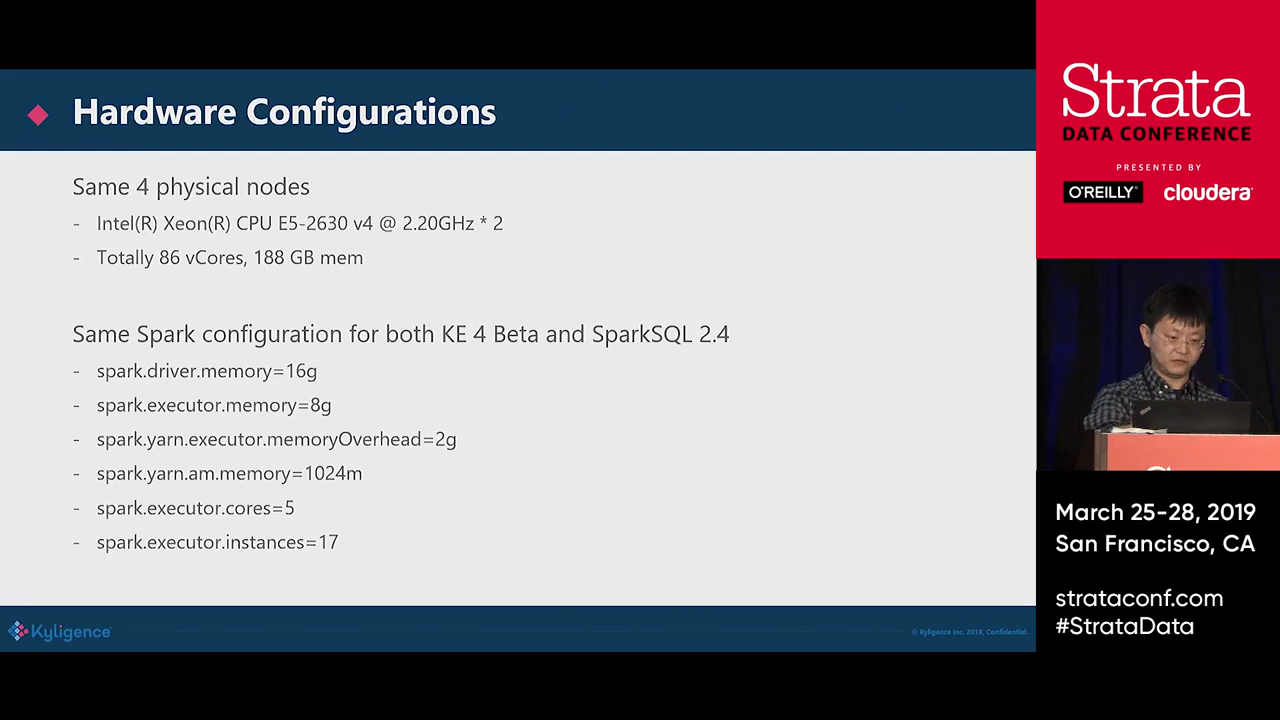 Hardware Configurations
Same 4 physical nodes
- Intel(R) Xeon(R) CPU E5-2630 v4 @ 2.20GHz * 2
- Totally 86 vCores, 188 GB mem
Same Spark configuration for both KE 4 Beta and SparkSQL 2.4
- spark.driver.memory=16g
- spark.executor.memory=8g
- spark.yarn.executor.memoryOverhead=2g
- spark.yarn.am.memory=1024m
- spark.executor.cores=5
- spark.executor.instances=17
Kyligence
© Kyligence Inc. 2019, Confidential.
Strata
DATA CONFERENCE
PRESENTED BY
O'REILLY® cloudera
March 25-28, 2019
San Francisco, CA
strataconf.com
#StrataData